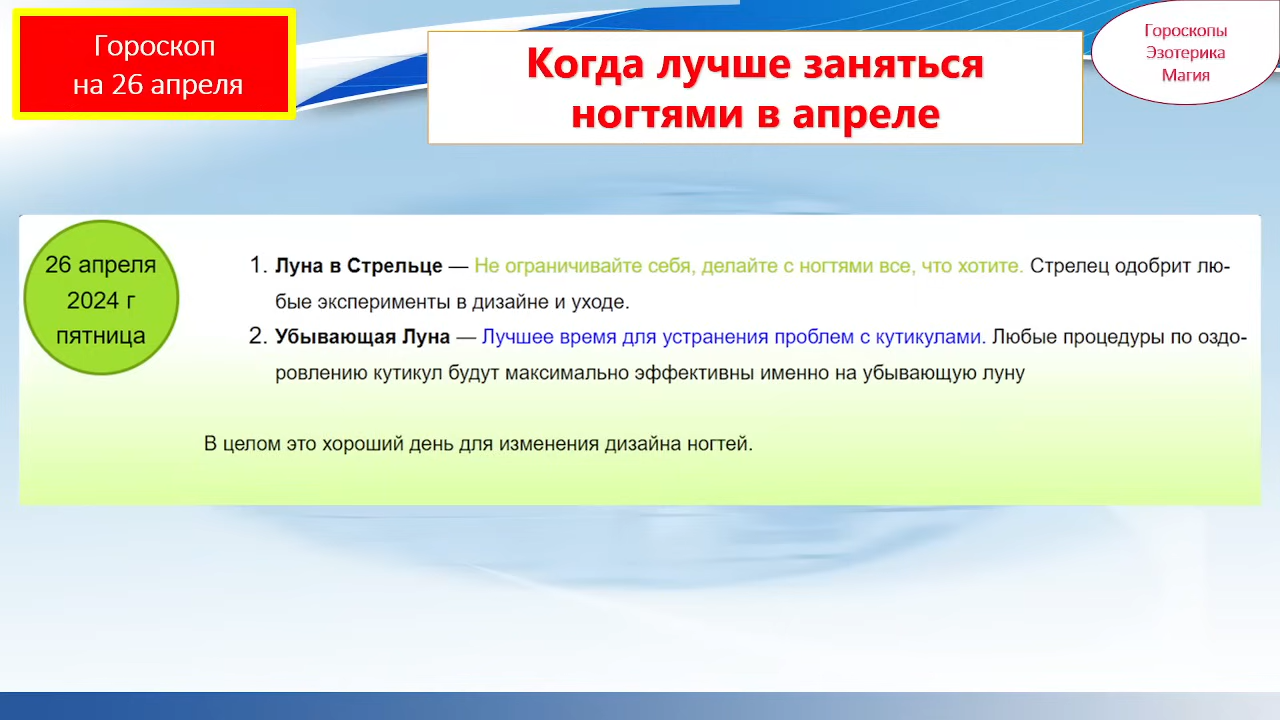 Гороскоп
на 26 апреля
Когда лучше заняться
ногтями в апреле
Гороскопы
Эзотерика
Магия
26 апреля
2024 г
пятница
1. Луна в Стрельце — Не ограничивайте себя, делайте с ногтями все, что хотите. Стрелец одобрит лю-
бые эксперименты в дизайне и уходе.
2. Убывающая Луна — Лучшее время для устранения проблем с кутикулами. Любые процедуры по оздо-
ровлению кутикул будут максимально эффективны именно на убывающую луну
В целом это хороший день для изменения дизайна ногтей.